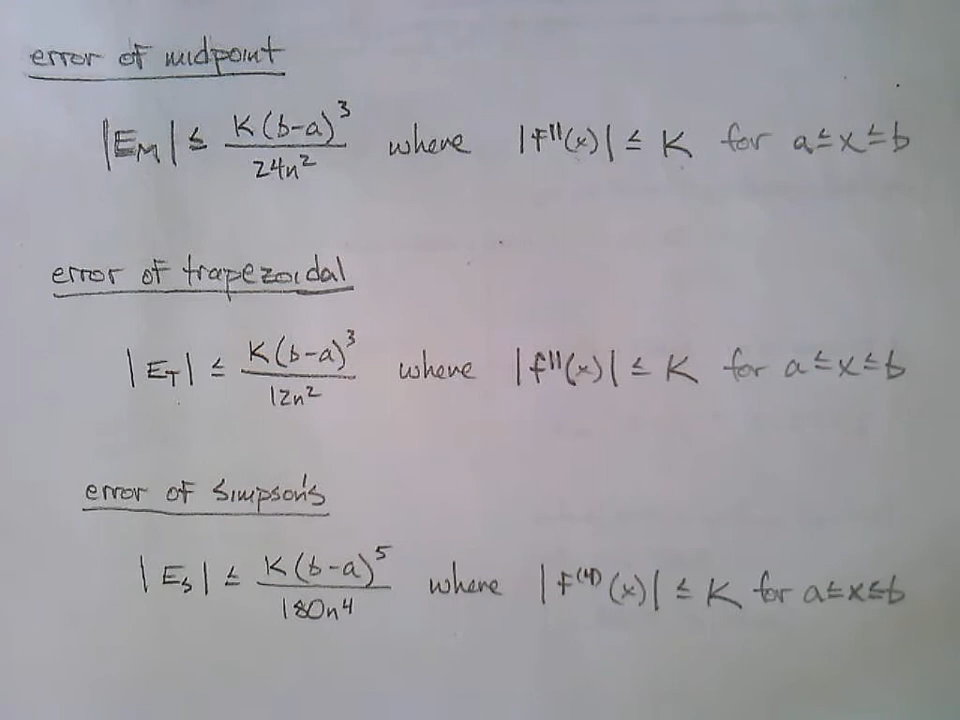 error of midpoint
|E_M| ≤ K(b-a)^3 / 24n^2 where |f''(x)| ≤ K for a≤x≤b
error of trapezoidal
|E_T| ≤ K(b-a)^3 / 12n^2 where |f''(x)| ≤ K for a≤x≤b
error of Simpson's
|E_s| ≤ K(b-a)^5 / 180n^4 where |f^(4)(x)| ≤ K for a≤x≤b